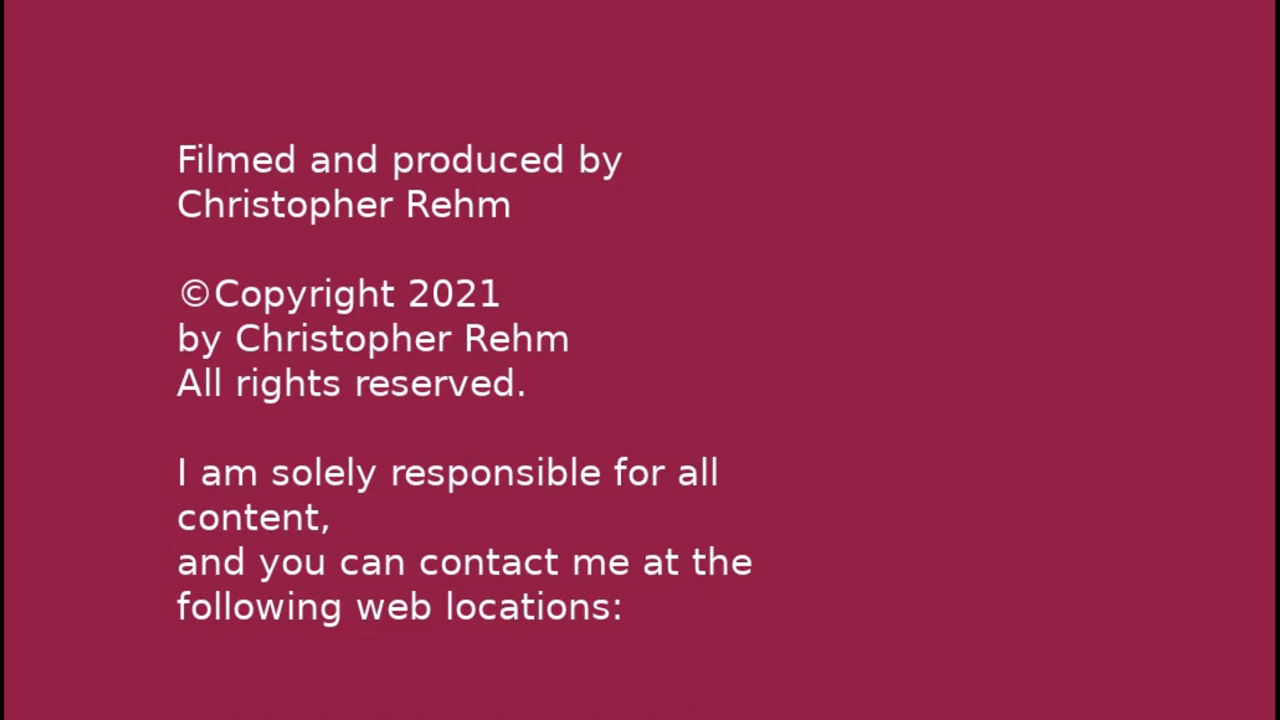 Filmed and produced by
Christopher Rehm
©Copyright 2021
by Christopher Rehm
All rights reserved.
I am solely responsible for all
content,
and you can contact me at the
following web locations: